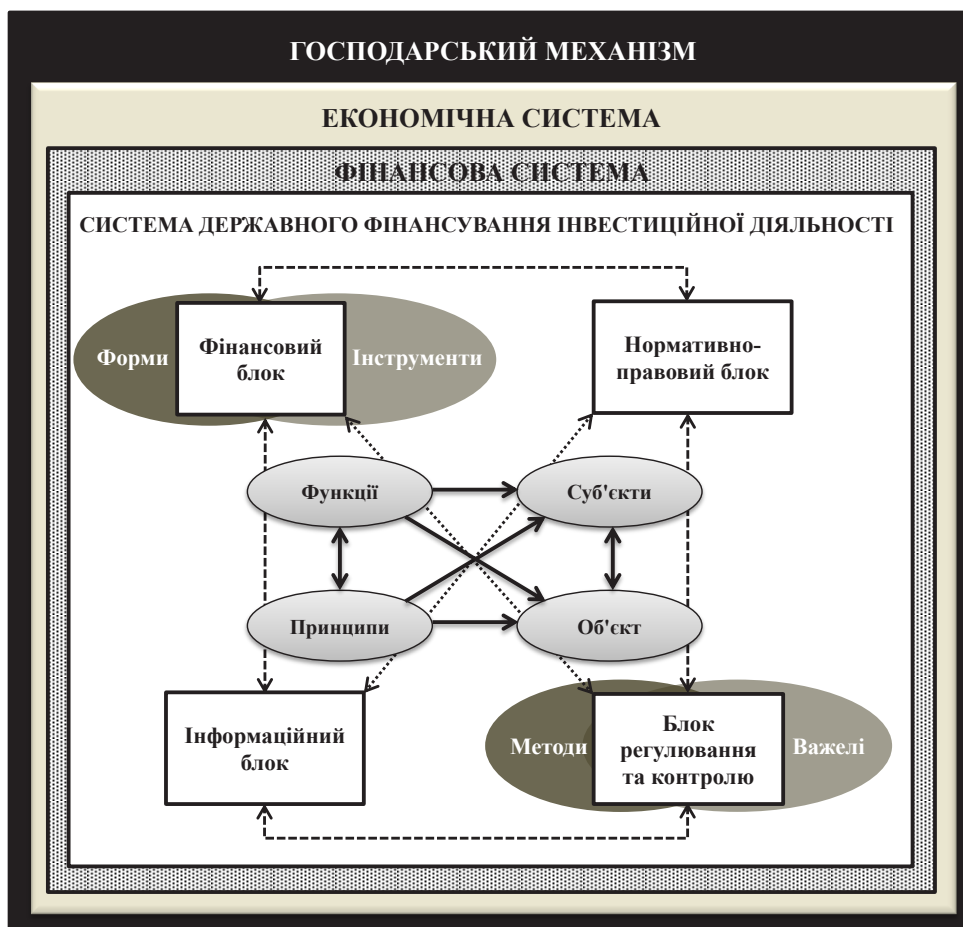 ГОСПОДАРСЬКИЙ МЕХАНІЗМ
ЕКОНОМІЧНА СИСТЕМА
ФІНАНСОВА СИСТЕМА
СИСТЕМА ДЕРЖАВНОГО ФІНАНСУВАННЯ ІНВЕСТИЦІЙНОЇ ДІЯЛЬНОСТІ
Форми
Фінансовий
блок
Інструменти
Нормативно-
правовий блок
Функції
Суб'єкти
Принципи
Об'єкт
Інформаційний
блок
Методи
Блок
регулювання
та контролю
Важелі